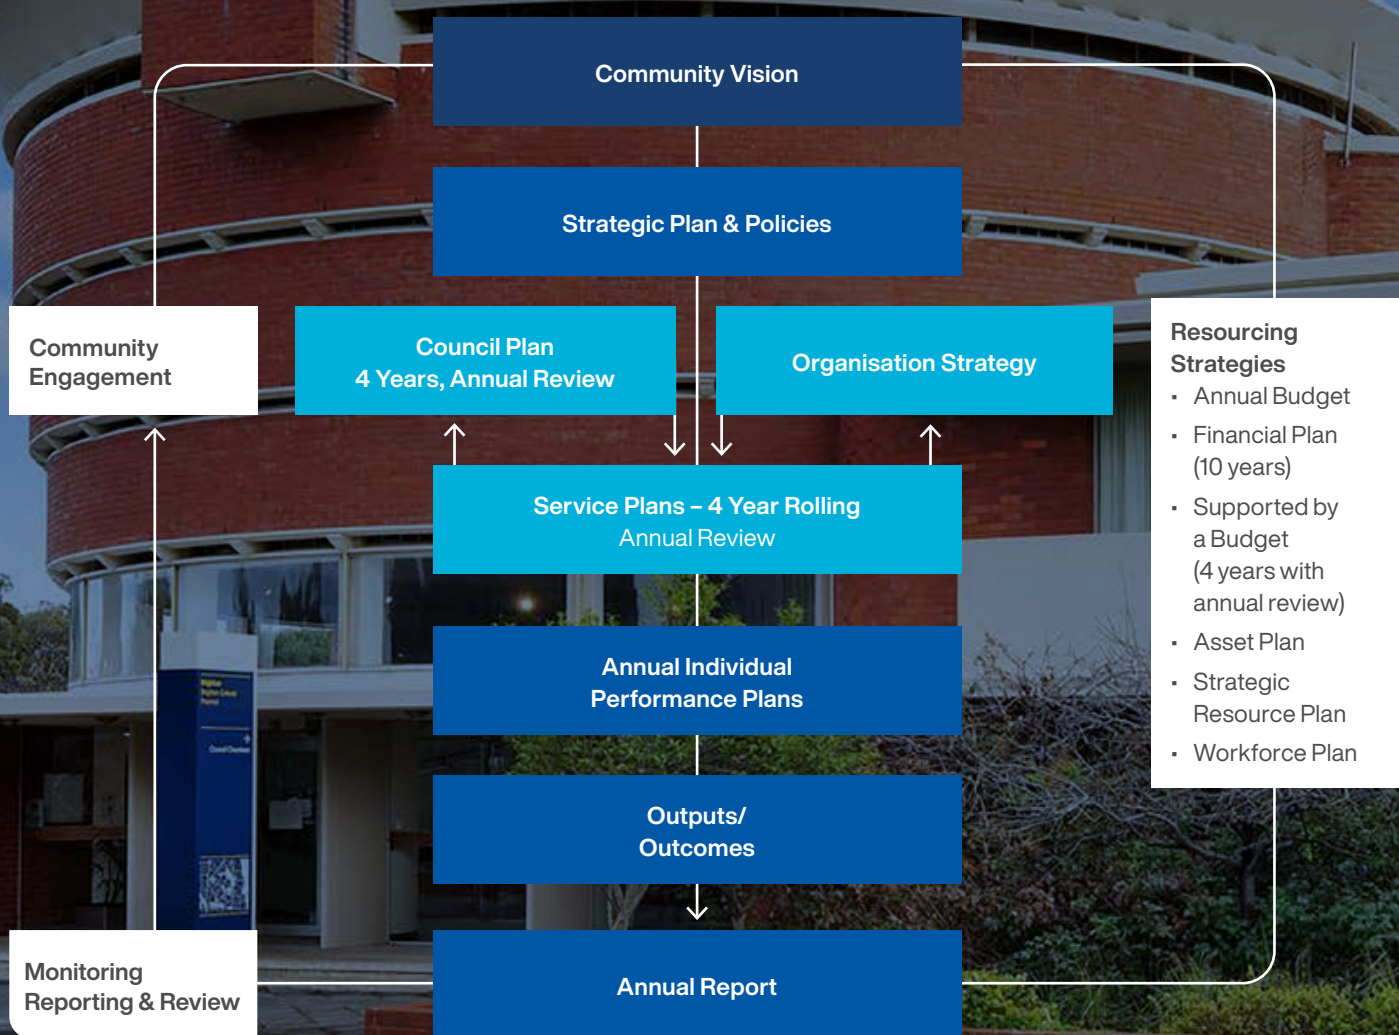 Community Vision
Strategic Plan & Policies
Community
Engagement
Council Plan
4 Years, Annual Review
Organisation Strategy
Resourcing
Strategies
• Annual Budget
• Financial Plan
(10 years)
• Supported by
a Budget
(4 years with
annual review)
• Asset Plan
• Strategic
Resource Plan
• Workforce Plan
Service Plans – 4 Year Rolling
Annual Review
Annual Individual
Performance Plans
Outputs/
Outcomes
Monitoring
Reporting & Review
Annual Report